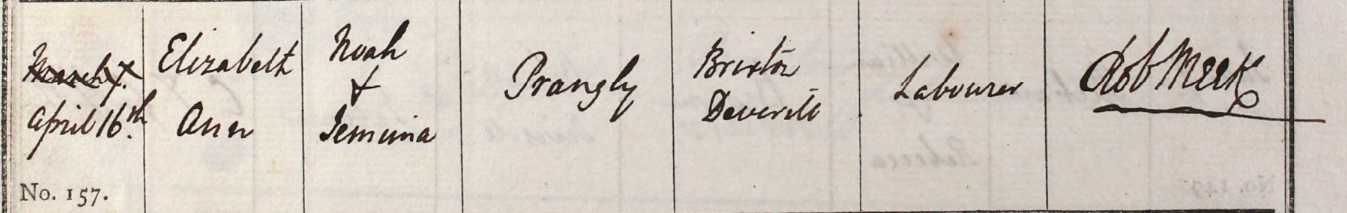 April 16th.
No. 157.
Elizabeth
Ann
Noah
+
Jemima
Prangly
Brixton
Deverill
Labourer
Rob Meek